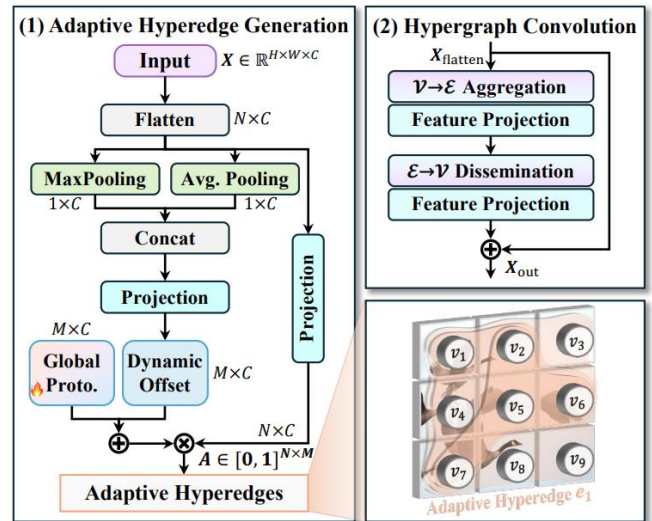 (1) Adaptive Hyperedge Generation
Input
X ∈ ℝ^{H×W×C}
Flatten
N×C
MaxPooling
Avg. Pooling
1×C
1×C
Concat
Projection
Projection
M×C
Global
Proto.
Dynamic
Offset
M×C
N×C
A ∈ [0, 1]^{N×M}
Adaptive Hyperedges
(2) Hypergraph Convolution
X_flatten
𝒱→ℰ Aggregation
Feature Projection
ℰ→𝒱 Dissemination
Feature Projection
X_out
v₁
v₂
v₃
v₄
v₅
v₆
v₇
v₈
v₉
Adaptive Hyperedge e₁